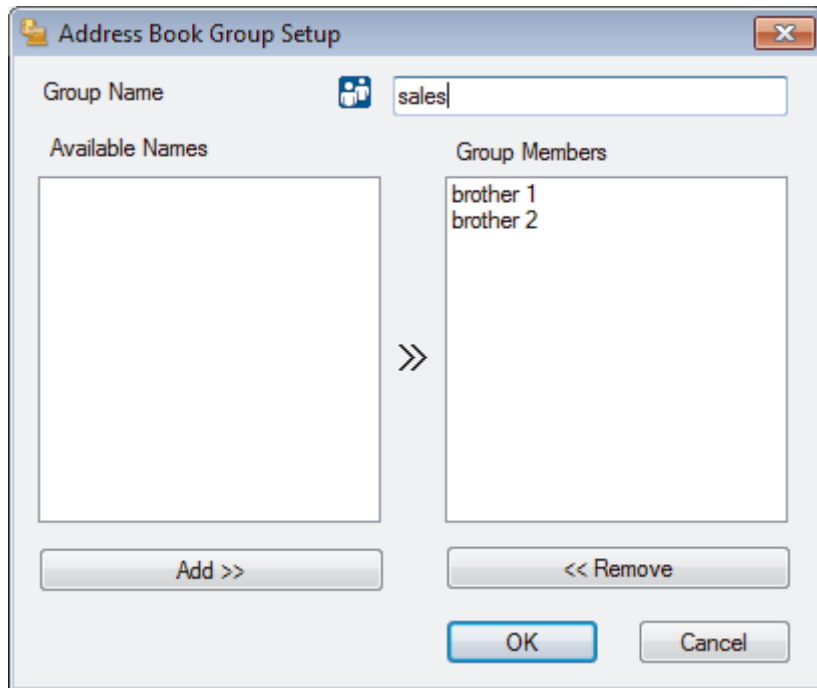 Address Book Group Setup
Group Name
sales
Available Names
Group Members
brother 1
brother 2
Add >>
<< Remove
OK
Cancel